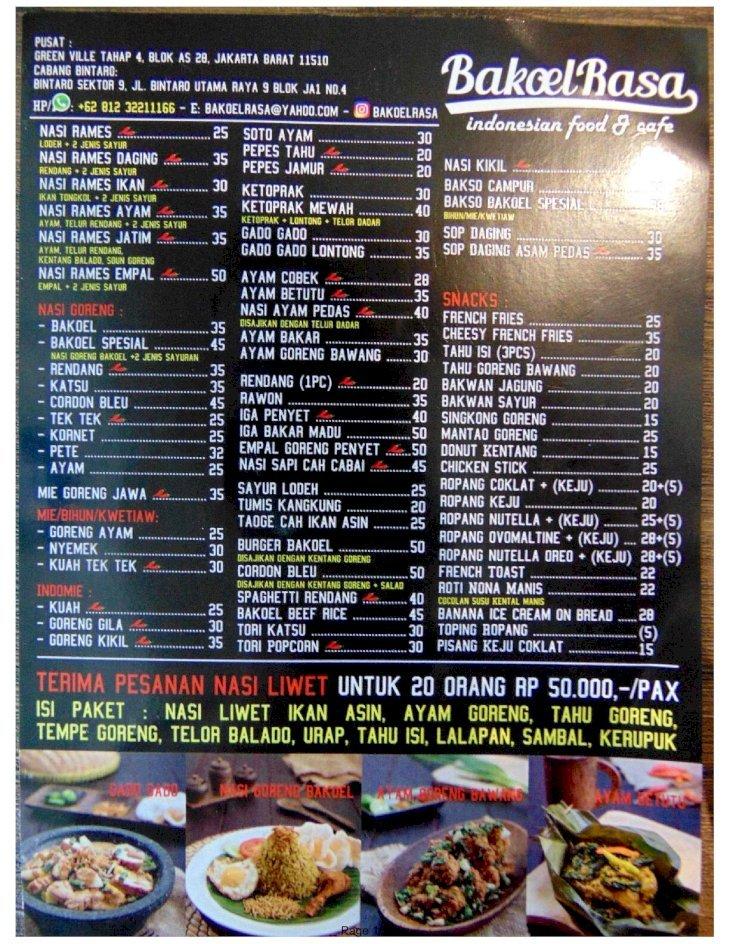 PUSAT :
GREEN VILLE TAHAP 4, BLOK AS 28, JAKARTA BARAT 11510
CABANG BINTARO:
BINTARO SEKTOR 9, JL. BINTARO UTAMA RAYA 9 BLOK JA1 NO.4
HP/ : +62 812 32211166 - E: BAKOELRASA@YAHOO.COM - BAKOELRASA
BakoelRasa
indonesian food & cafe
NASI RAMES 25
LODEH + 2 JENIS SAYUR
NASI RAMES DAGING 35
RENDANG + 2 JENIS SAYUR
NASI RAMES IKAN 30
IKAN TONGKOL + 2 JENIS SAYUR
NASI RAMES AYAM 35
AYAM, TELUR RENDANG + 2 JENIS SAYUR
NASI RAMES JATIM 35
AYAM, TELUR RENDANG,
KENTANG BALADO, SOUN GORENG
NASI RAMES EMPAL 50
EMPAL + 2 JENIS SAYUR
NASI GORENG :
- BAKOEL 35
- BAKOEL SPESIAL 45
NASI GORENG BAKOEL +2 JENIS SAYURAN
- RENDANG 35
- KATSU 35
- CORDON BLEU 45
- TEK TEK 25
- KORNET 25
- PETE 32
- AYAM 25
MIE GORENG JAWA 35
MIE/BIHUN/KWETIAW:
- GORENG AYAM 25
- NYEMEK 30
- KUAH TEK TEK 30
INDOMIE :
- KUAH 25
- GORENG GILA 30
- GORENG KIKIL 35
SOTO AYAM 30
PEPES TAHU 20
PEPES JAMUR 20
KETOPRAK 30
KETOPRAK MEWAH 40
KETOPRAK + LONTONG + TELOR DADAR
GADO GADO 30
GADO GADO LONTONG 35
AYAM COBEK 28
AYAM BETUTU 35
NASI AYAM PEDAS 40
DISAJIKAN DENGAN TELUR DADAR
AYAM BAKAR 35
AYAM GORENG BAWANG 30
RENDANG (1PC) 20
RAWON 35
IGA PENYET 40
IGA BAKAR MADU 50
EMPAL GORENG PENYET 50
NASI SAPI CAH CABAI 45
SAYUR LODEH 25
TUMIS KANGKUNG 20
TAOGE CAH IKAN ASIN 25
BURGER BAKOEL 50
DISAJIKAN DENGAN KENTANG GORENG
CORDON BLEU 50
DISAJIKAN DENGAN KENTANG GORENG + SALAD
SPAGHETTI RENDANG 40
BAKOEL BEEF RICE 45
TORI KATSU 30
TORI POPCORN 30
NASI KIKIL
BAKSO CAMPUR
BAKSO BAKOEL SPESIAL
BIHUN/MIE/KWETIAW
SOP DAGING 30
SOP DAGING ASAM PEDAS 35
SNACKS :
FRENCH FRIES 25
CHEESY FRENCH FRIES 35
TAHU ISI (3PCS) 20
TAHU GORENG BAWANG 20
BAKWAN JAGUNG 20
BAKWAN SAYUR 20
SINGKONG GORENG 15
MANTAO GORENG 25
DONUT KENTANG 15
CHICKEN STICK 25
ROPANG COKLAT + (KEJU) 20+(5)
ROPANG KEJU 20
ROPANG NUTELLA + (KEJU) 25+(5)
ROPANG OVOMALTINE + (KEJU) 28+(5)
ROPANG NUTELLA OREO + (KEJU) 28+(5)
FRENCH TOAST 22
ROTI NONA MANIS 22
COCOLAN SUSU KENTAL MANIS
BANANA ICE CREAM ON BREAD 28
TOPING ROPANG (5)
PISANG KEJU COKLAT 15
TERIMA PESANAN NASI LIWET UNTUK 20 ORANG RP 50.000,-/PAX
ISI PAKET : NASI LIWET IKAN ASIN, AYAM GORENG, TAHU GORENG,
TEMPE GORENG, TELOR BALADO, URAP, TAHU ISI, LALAPAN, SAMBAL, KERUPUK
GADO GADO
NASI GORENG BAKOEL
AYAM GORENG BAWANG
AYAM BETUTU